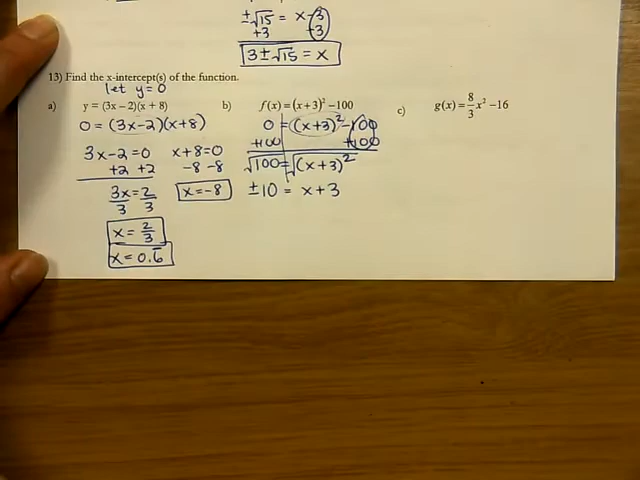 ±√15 = x-3
+3 +3
3±√15 = x
13) Find the x-intercept(s) of the function.
let y=0
a) y = (3x – 2)(x + 8)
0 = (3x-2)(x+8)
3x-2=0 x+8=0
+2 +2 -8 -8
3x = 2 x=-8
3 3
x = 2/3
x = 0.6̅
b) f(x) = (x+3)² – 100
0 = (x+3)² -100
+100 +100
√100 = √(x+3)²
±10 = x+3
c) g(x) = 8/3 x² – 16